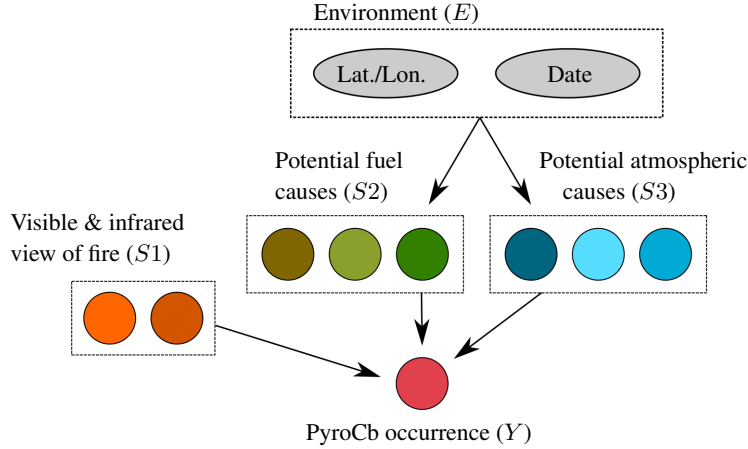 Environment (E)
Lat./Lon.
Date
Potential fuel
causes (S2)
Potential atmospheric
causes (S3)
Visible & infrared
view of fire (S1)
PyroCb occurrence (Y)